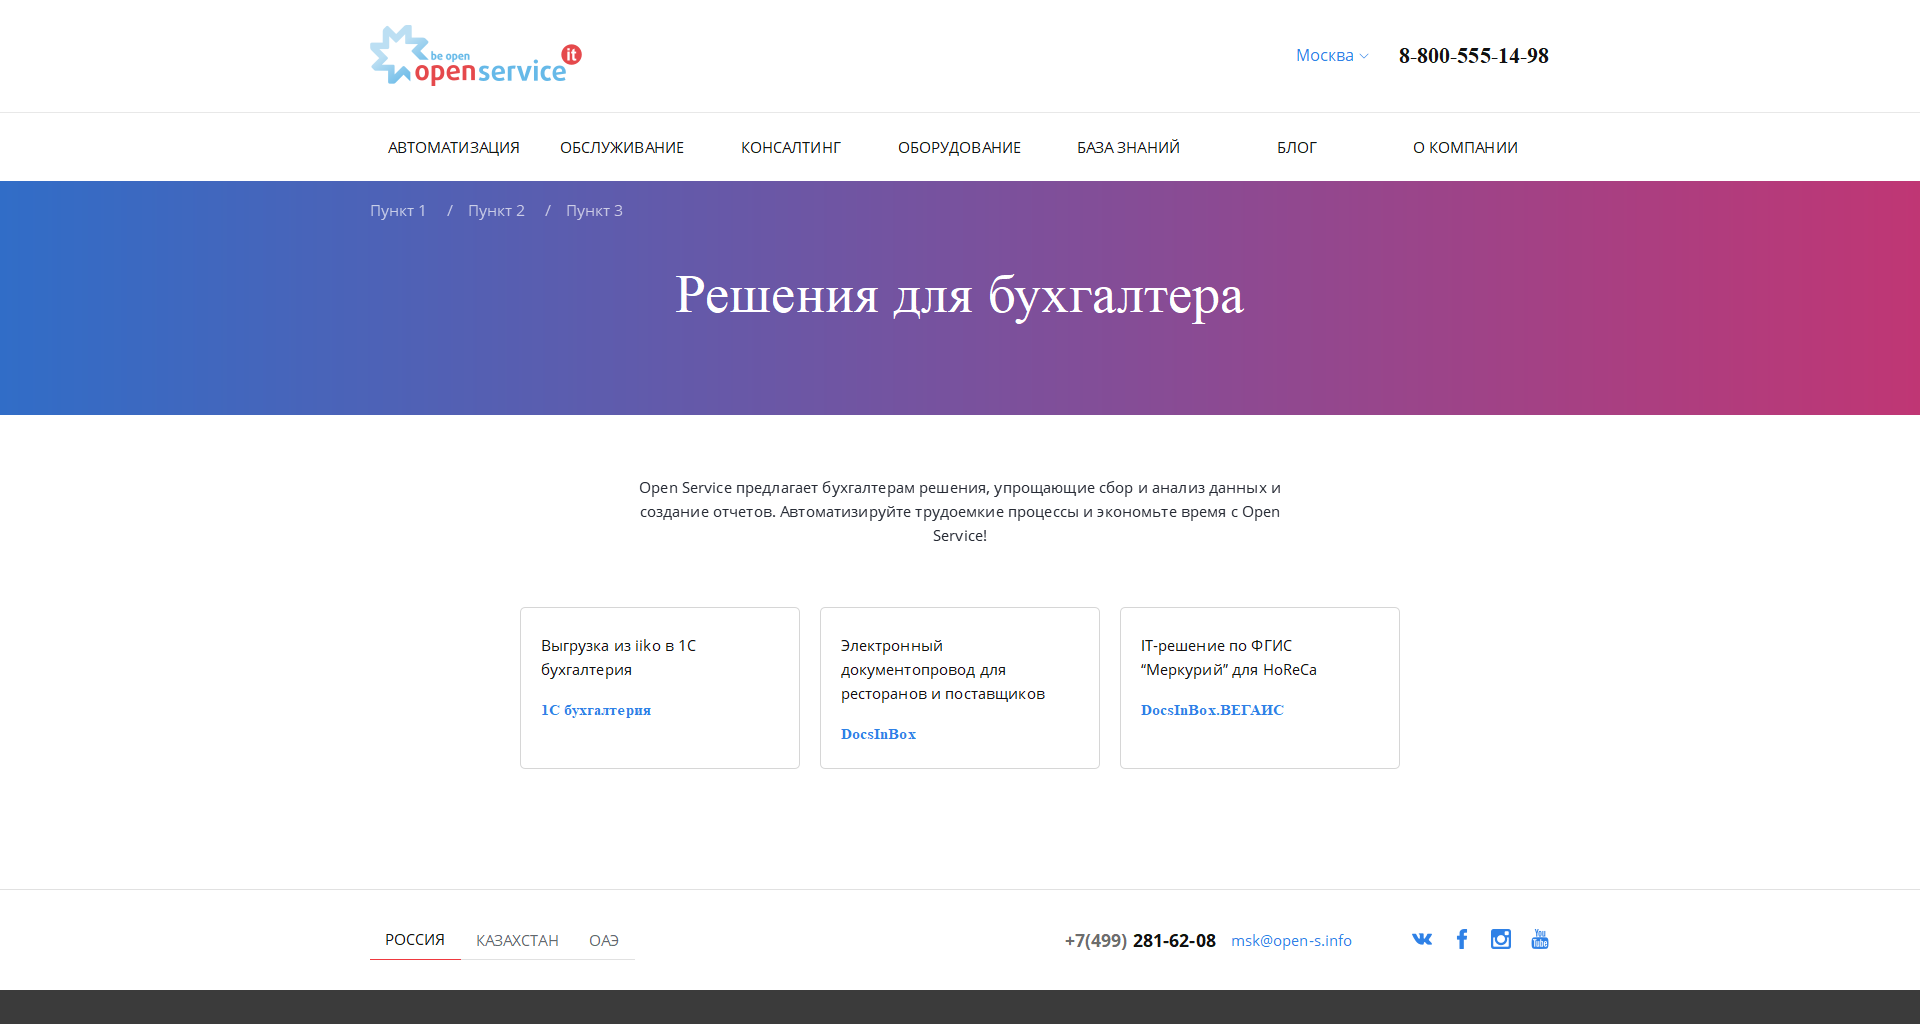 be open
openservice
it
Москва
8-800-555-14-98
АВТОМАТИЗАЦИЯ
ОБСЛУЖИВАНИЕ
КОНСАЛТИНГ
ОБОРУДОВАНИЕ
БАЗА ЗНАНИЙ
БЛОГ
О КОМПАНИИ
Пункт 1 / Пункт 2 / Пункт 3
Решения для бухгалтера
Open Service предлагает бухгалтерам решения, упрощающие сбор и анализ данных и
создание отчетов. Автоматизируйте трудоемкие процессы и экономьте время с Open
Service!
Выгрузка из iiko в 1С
бухгалтерия
1С бухгалтерия
Электронный
документопровод для
ресторанов и поставщиков
DocsInBox
IT-решение по ФГИС
“Меркурий” для HoReCa
DocsInBox.ВЕГАИС
РОССИЯ
КАЗАХСТАН
ОАЭ
+7(499) 281-62-08
msk@open-s.info
You
Tube